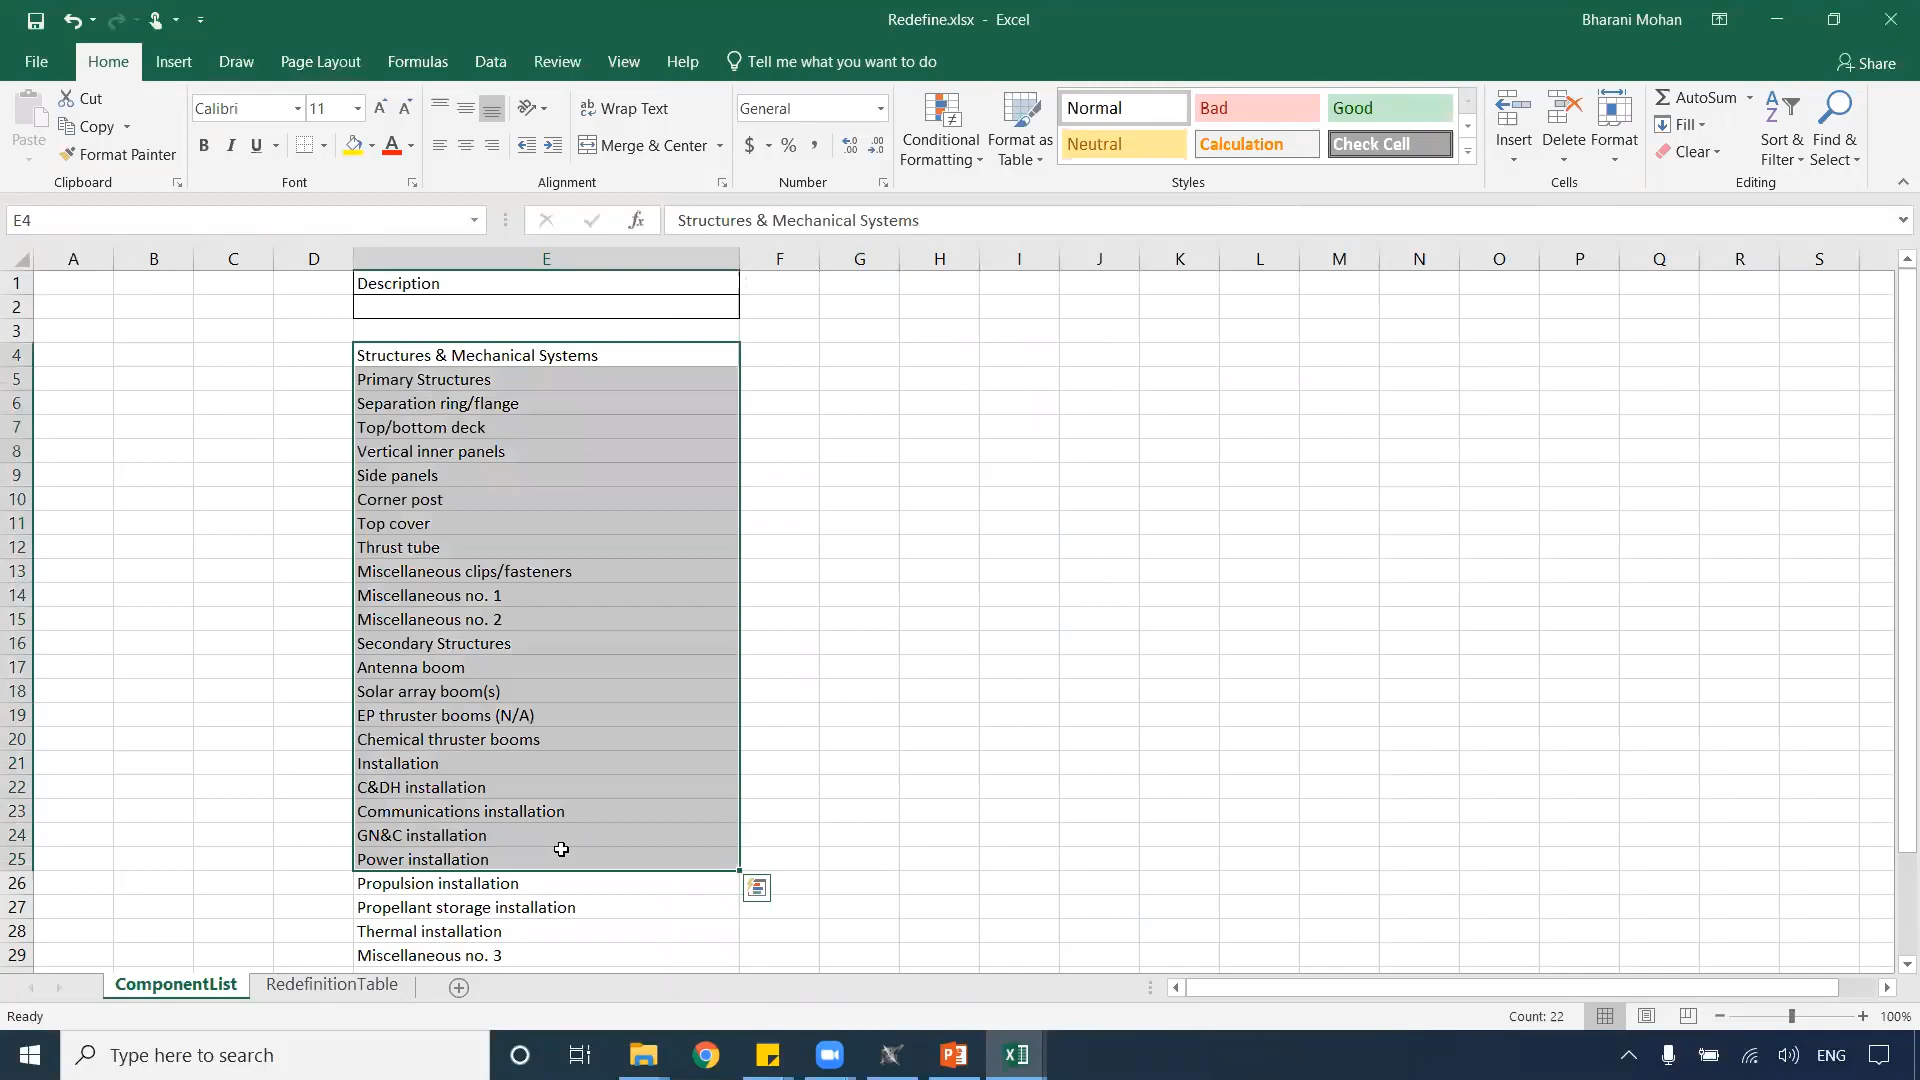 Redefine.xlsx - Excel
Bharani Mohan
File Home Insert Draw Page Layout Formulas Data Review View Help Tell me what you want to do
Share
Paste
Cut
Copy
Format Painter
Clipboard
Calibri 11
B I U
Font
ab Wrap Text
Merge & Center
Alignment
General
$ % ,
Number
Conditional Formatting
Format as Table
Normal Bad Good
Neutral Calculation Check Cell
Styles
Insert Delete Format
Cells
AutoSum
Fill
Clear
Sort & Filter
Find & Select
Editing
E4
fx Structures & Mechanical Systems
A B C D E F G H I J K L M N O P Q R S
1 Description
2
3
4 Structures & Mechanical Systems
5 Primary Structures
6 Separation ring/flange
7 Top/bottom deck
8 Vertical inner panels
9 Side panels
10 Corner post
11 Top cover
12 Thrust tube
13 Miscellaneous clips/fasteners
14 Miscellaneous no. 1
15 Miscellaneous no. 2
16 Secondary Structures
17 Antenna boom
18 Solar array boom(s)
19 EP thruster booms (N/A)
20 Chemical thruster booms
21 Installation
22 C&DH installation
23 Communications installation
24 GN&C installation
25 Power installation
26 Propulsion installation
27 Propellant storage installation
28 Thermal installation
29 Miscellaneous no. 3
ComponentList RedefinitionTable
Ready
Count: 22
100%
Type here to search
ENG